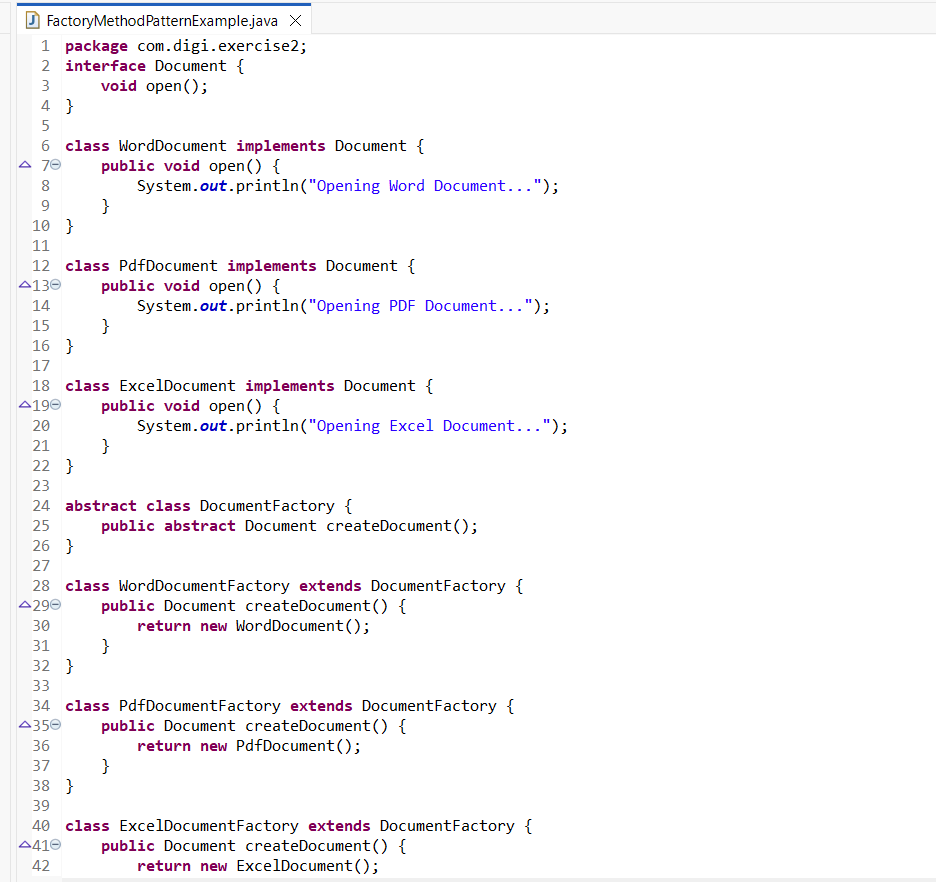 FactoryMethodPatternExample.java
1 package com.digi.exercise2;
2 interface Document {
3     void open();
4 }
5
6 class WordDocument implements Document {
7     public void open() {
8         System.out.println("Opening Word Document...");
9     }
10 }
11
12 class PdfDocument implements Document {
13     public void open() {
14         System.out.println("Opening PDF Document...");
15     }
16 }
17
18 class ExcelDocument implements Document {
19     public void open() {
20         System.out.println("Opening Excel Document...");
21     }
22 }
23
24 abstract class DocumentFactory {
25     public abstract Document createDocument();
26 }
27
28 class WordDocumentFactory extends DocumentFactory {
29     public Document createDocument() {
30         return new WordDocument();
31     }
32 }
33
34 class PdfDocumentFactory extends DocumentFactory {
35     public Document createDocument() {
36         return new PdfDocument();
37     }
38 }
39
40 class ExcelDocumentFactory extends DocumentFactory {
41     public Document createDocument() {
42         return new ExcelDocument();